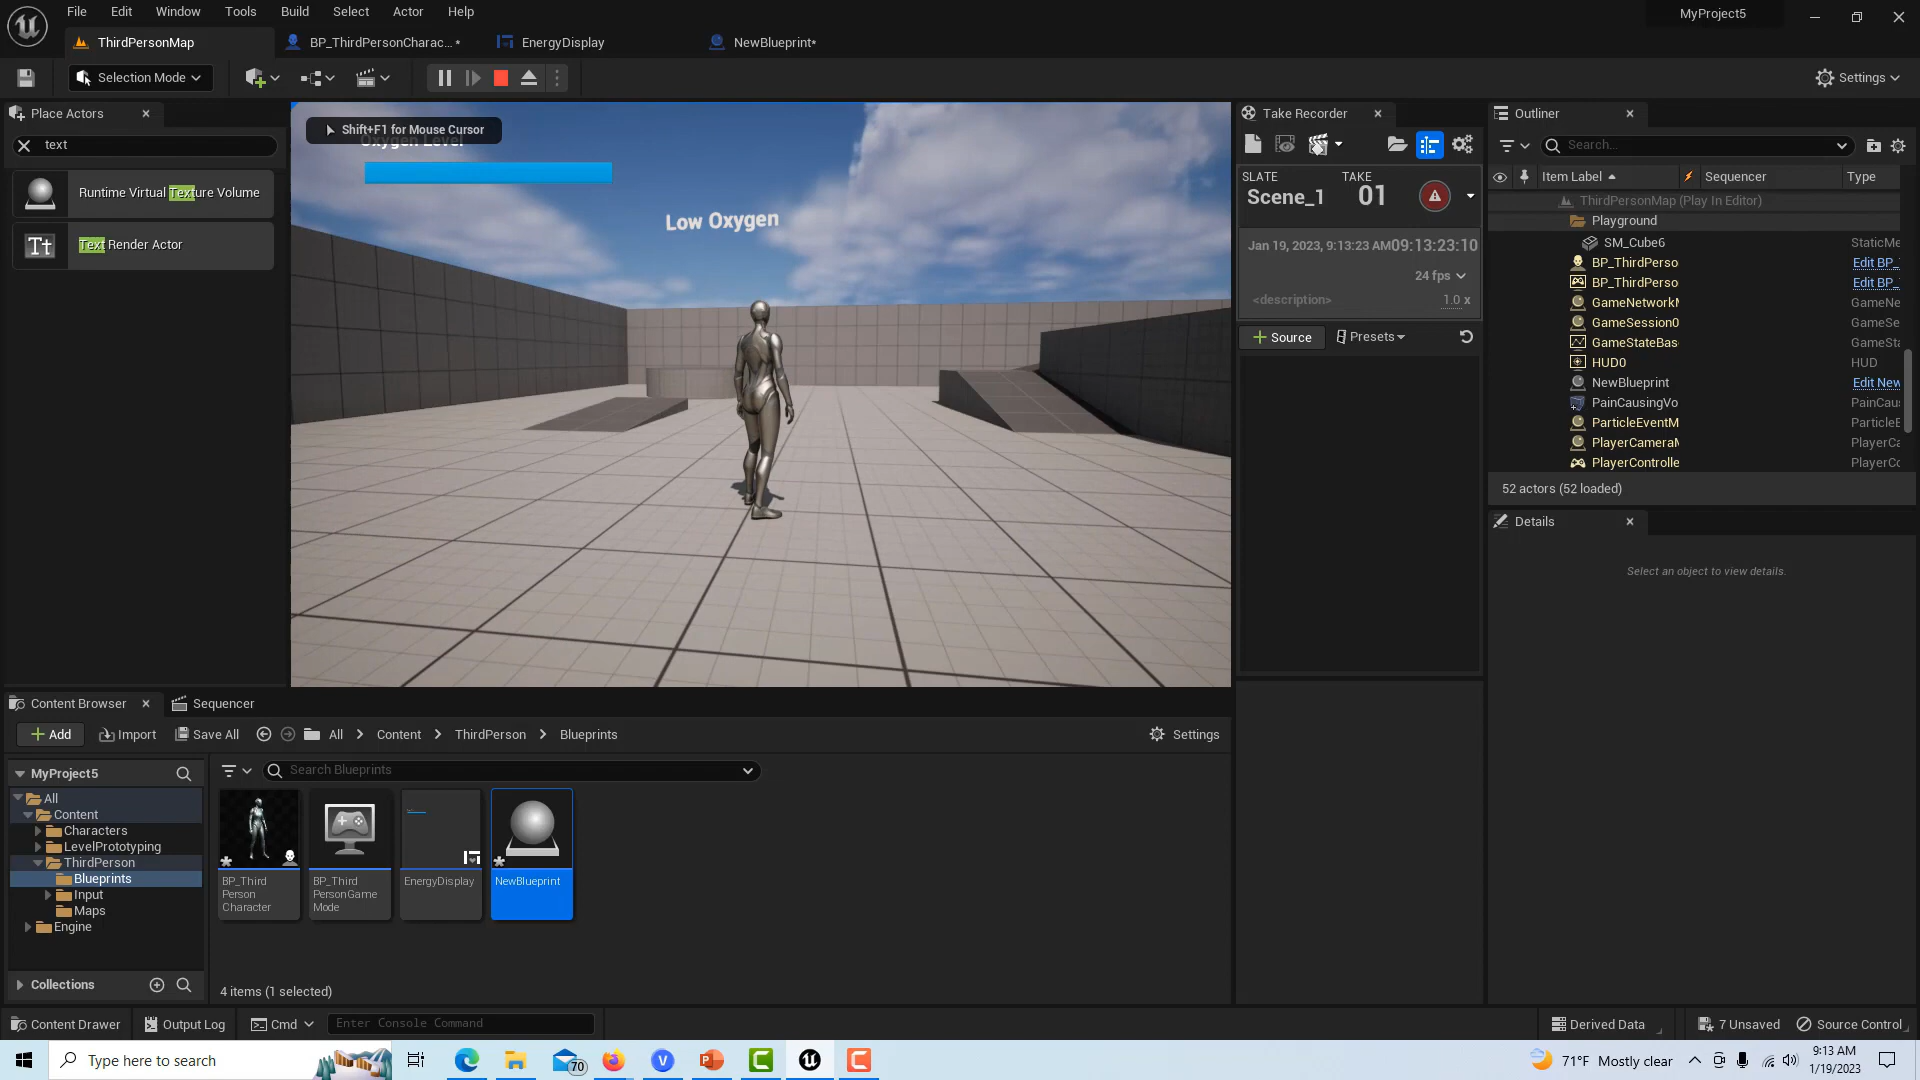 File Edit Window Tools Build Select Actor Help
MyProject5
ThirdPersonMap
BP_ThirdPersonCharac... *
EnergyDisplay
NewBlueprint*
Selection Mode
Settings
Place Actors
text
Runtime Virtual Texture Volume
Tt Text Render Actor
Shift+F1 for Mouse Cursor
Oxygen Level
Low Oxygen
Take Recorder
SLATE TAKE
Scene_1 01
Jan 19, 2023, 9:13:23 AM 09:13:23:10
24 fps
<description> 1.0 x
+ Source
Presets
Outliner
Search...
Item Label Sequencer Type
ThirdPersonMap (Play In Editor)
Playground
SM_Cube6 StaticMe
BP_ThirdPerso Edit BP_
BP_ThirdPerso Edit BP_
GameNetworkM GameNe
GameSession0 GameSe
GameStateBas GameSta
HUD0 HUD
NewBlueprint Edit New
PainCausingVo PainCau
ParticleEventM ParticleE
PlayerCameraM PlayerCa
PlayerControlle PlayerCo
52 actors (52 loaded)
Details
Select an object to view details.
Content Browser
Sequencer
+ Add
Import
Save All
All > Content > ThirdPerson > Blueprints
Settings
MyProject5
Search Blueprints
All
Content
Characters
LevelPrototyping
ThirdPerson
Blueprints
Input
Maps
Engine
BP_Third
Person
Character
BP_Third
PersonGame
Mode
EnergyDisplay
NewBlueprint
Collections
4 items (1 selected)
Content Drawer
Output Log
Cmd
Enter Console Command
Derived Data
7 Unsaved
Source Control
Type here to search
70
71°F Mostly clear
9:13 AM
1/19/2023